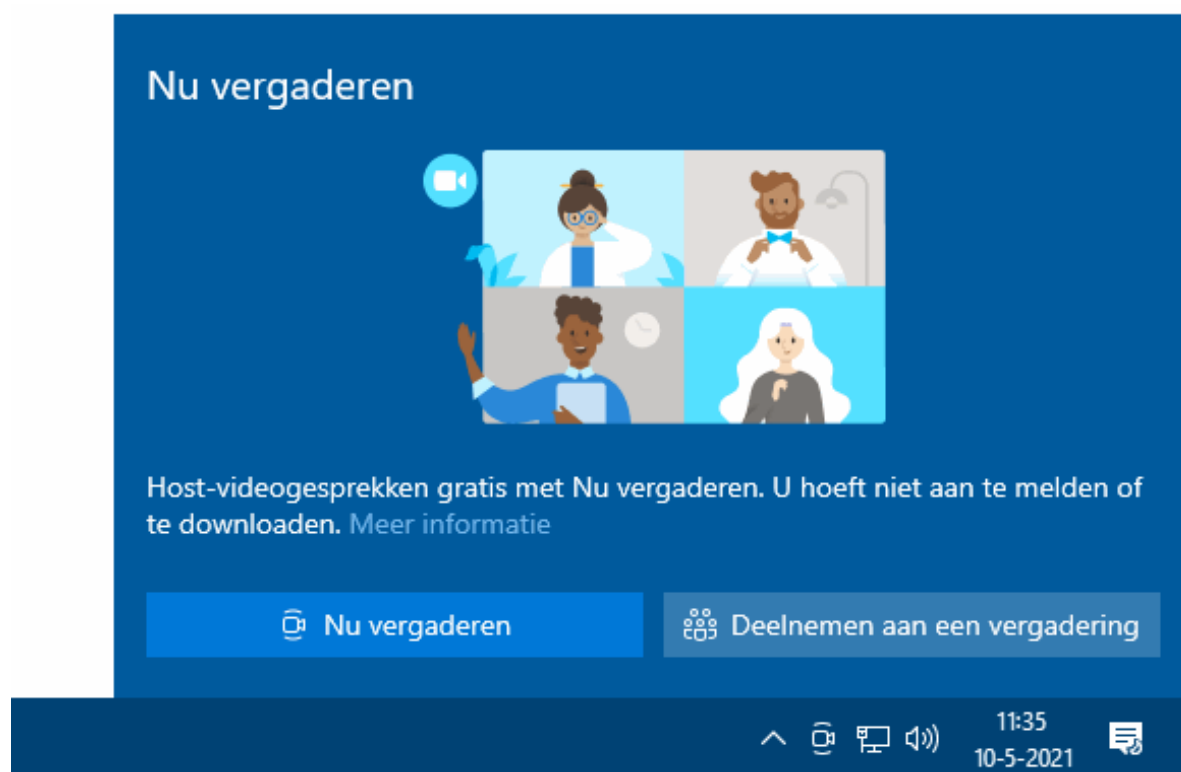 Nu vergaderen
Host-videogesprekken gratis met Nu vergaderen. U hoeft niet aan te melden of
te downloaden. Meer informatie
Nu vergaderen
Deelnemen aan een vergadering
11:35
10-5-2021